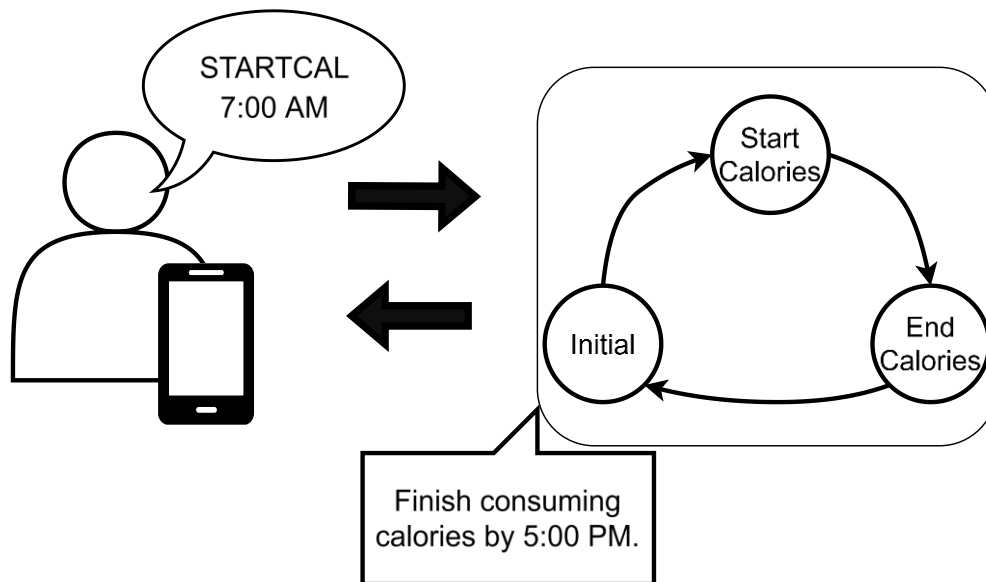 STARTCAL
7:00 AM
Start
Calories
Initial
End
Calories
Finish consuming
calories by 5:00 PM.